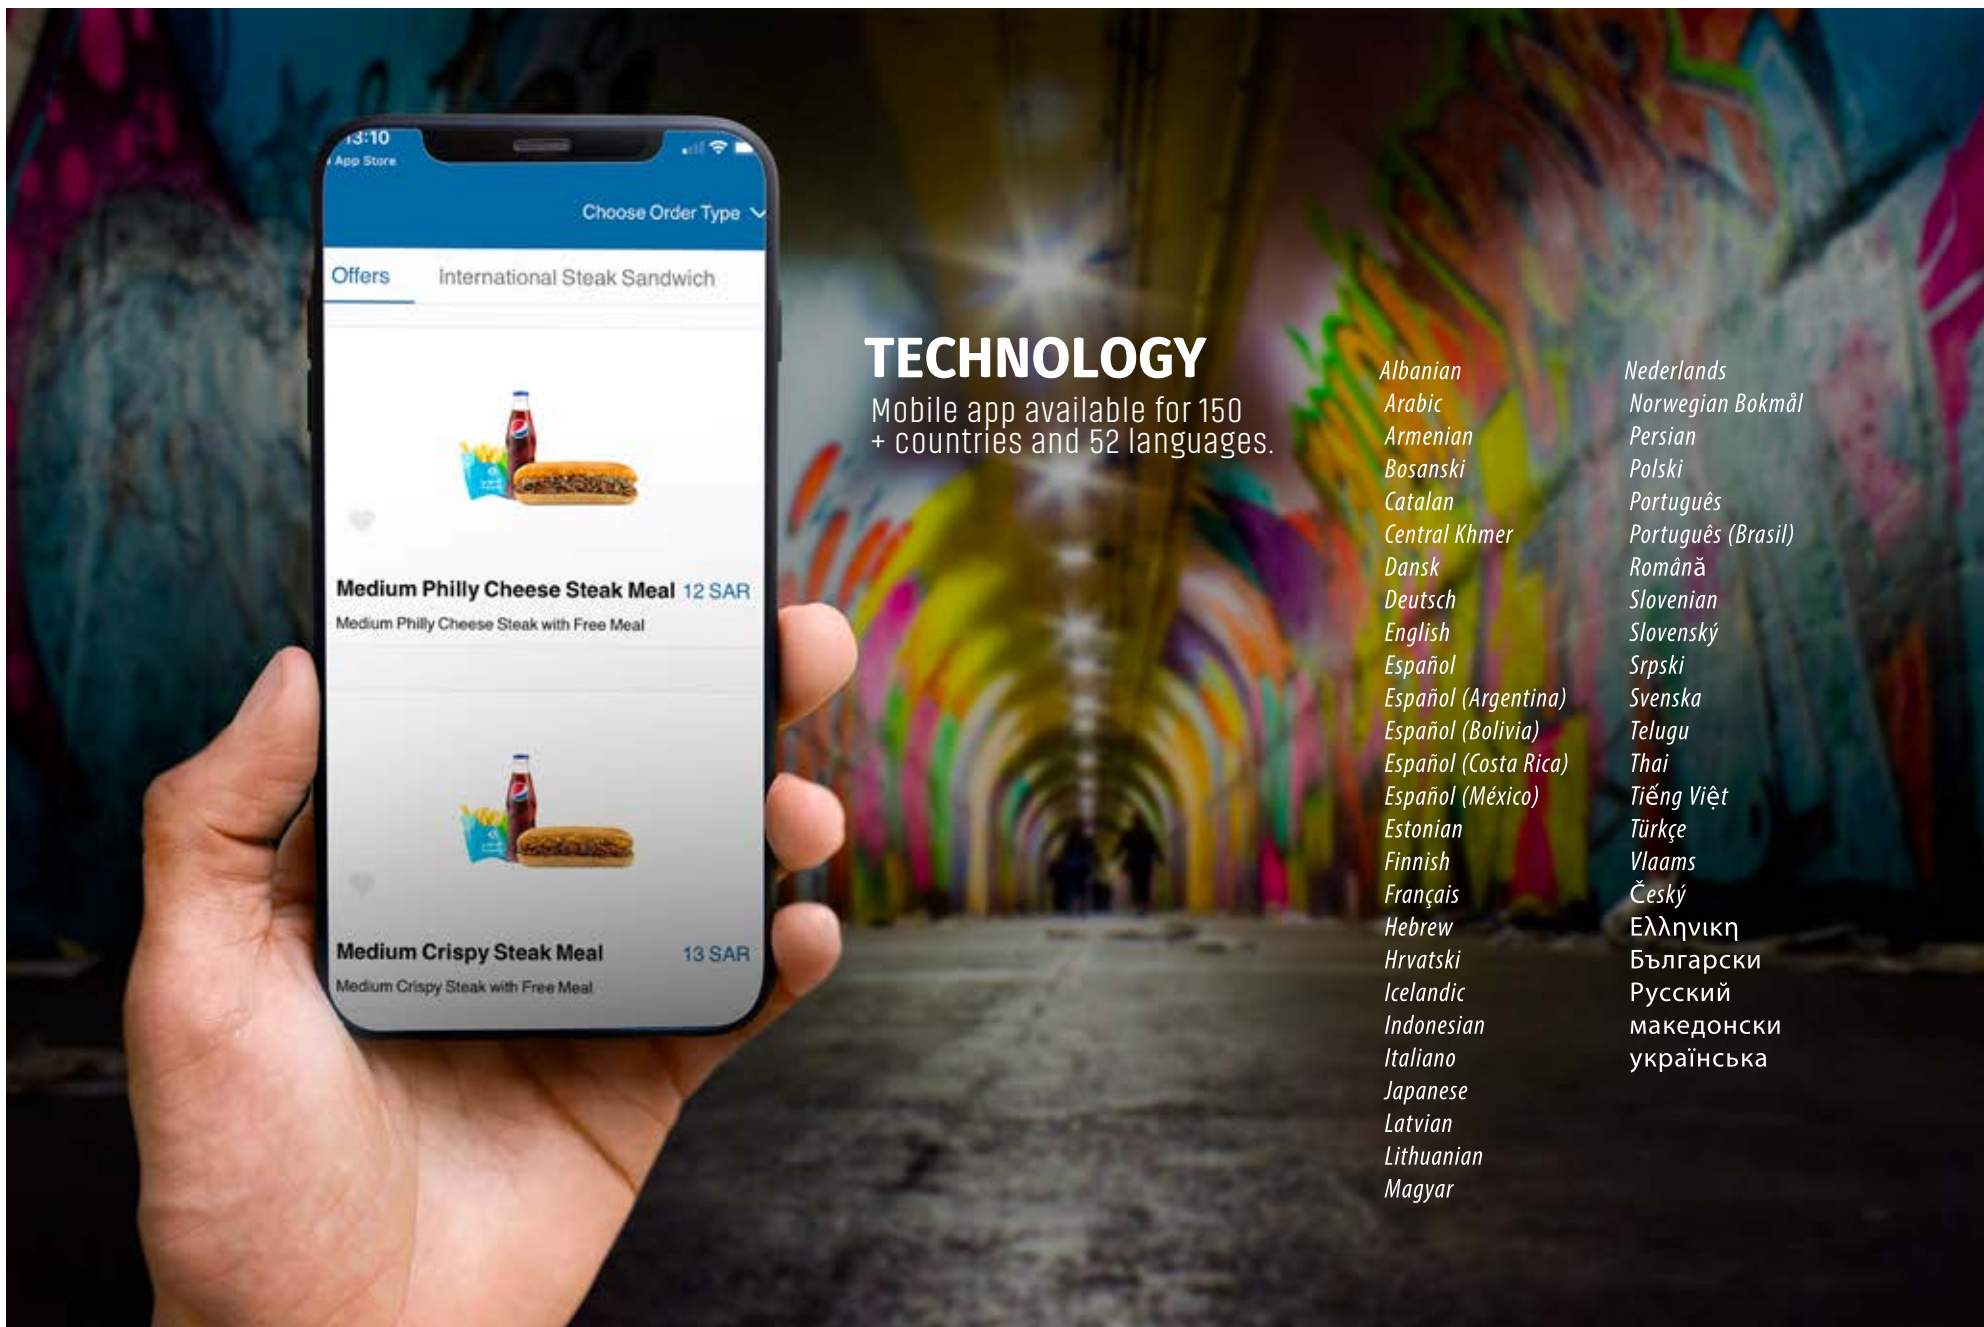 13:10
App Store
Choose Order Type
Offers
International Steak Sandwich
Medium Philly Cheese Steak Meal 12 SAR
Medium Philly Cheese Steak with Free Meal
Medium Crispy Steak Meal 13 SAR
Medium Crispy Steak with Free Meal
TECHNOLOGY
Mobile app available for 150
+ countries and 52 languages.
Albanian
Arabic
Armenian
Bosanski
Catalan
Central Khmer
Dansk
Deutsch
English
Español
Español (Argentina)
Español (Bolivia)
Español (Costa Rica)
Español (México)
Estonian
Finnish
Français
Hebrew
Hrvatski
Icelandic
Indonesian
Italiano
Japanese
Latvian
Lithuanian
Magyar
Nederlands
Norwegian Bokmål
Persian
Polski
Português
Português (Brasil)
Română
Slovenian
Slovenský
Srpski
Svenska
Telugu
Thai
Tiếng Việt
Türkçe
Vlaams
Český
Ελληνικη
Български
Русский
македонски
українська